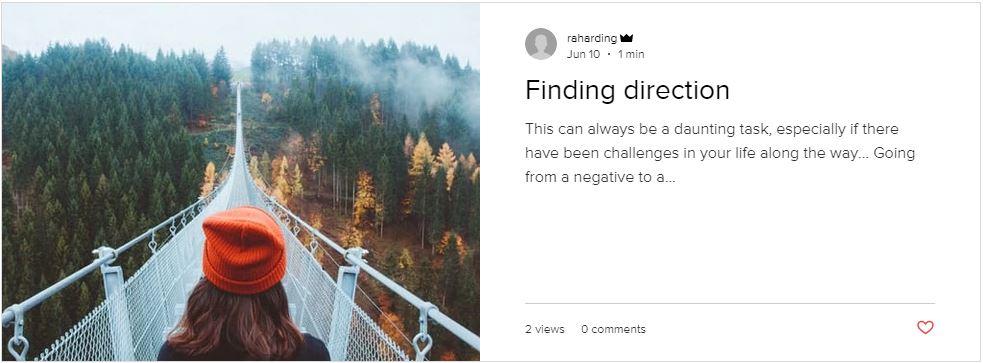 raharding
Jun 10 · 1 min
Finding direction
This can always be a daunting task, especially if there
have been challenges in your life along the way... Going
from a negative to a...
2 views 0 comments